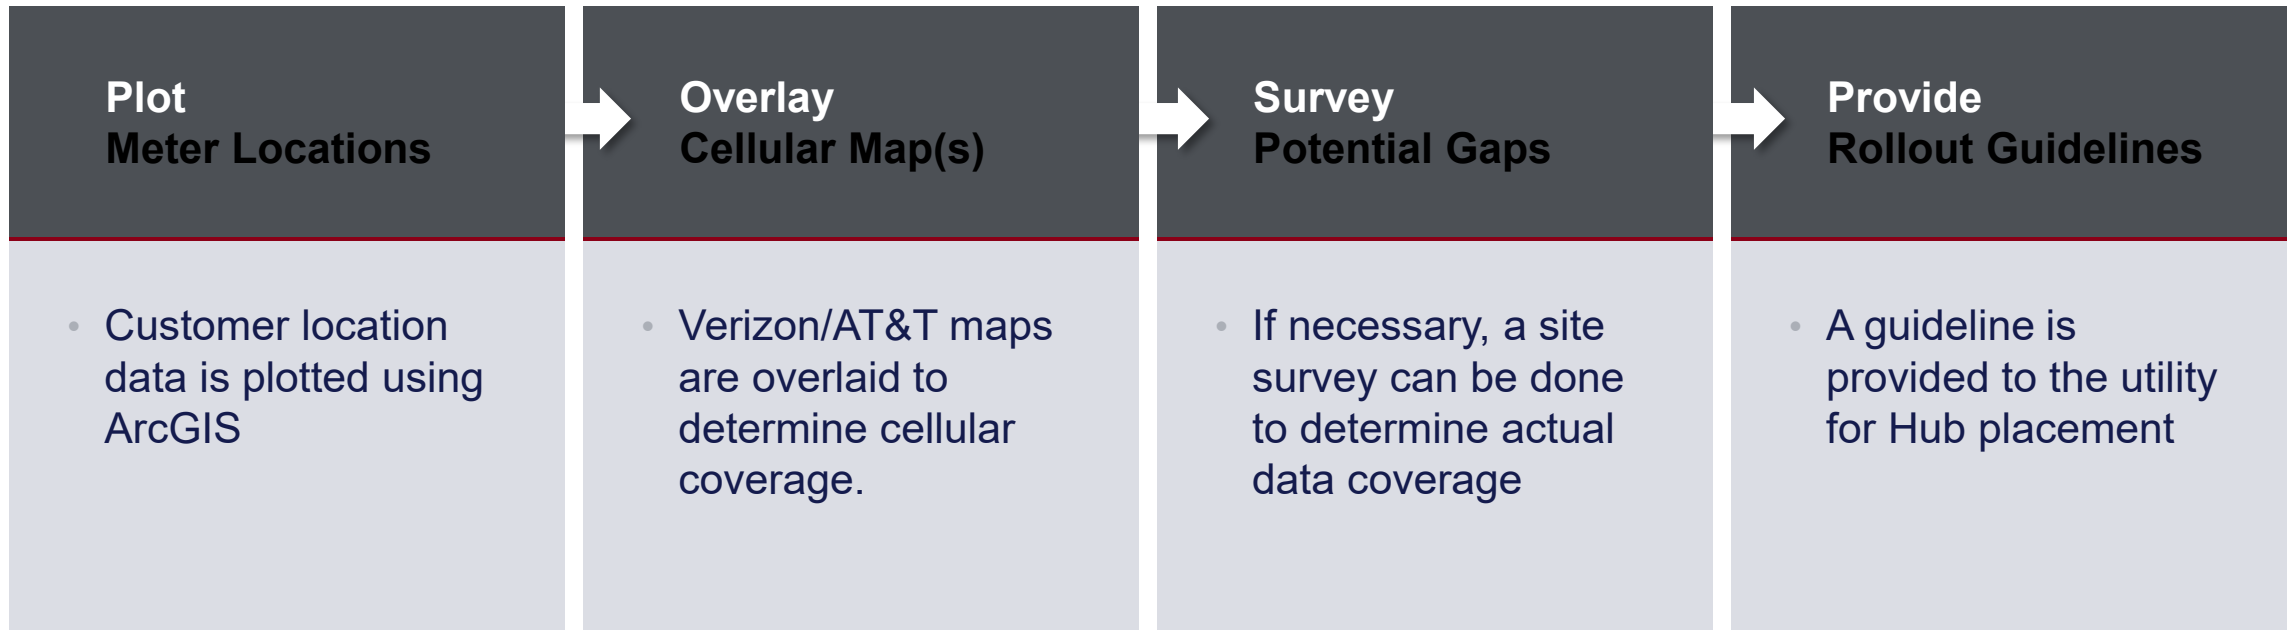 Plot
Meter Locations
• Customer location
data is plotted using
ArcGIS
Overlay
Cellular Map(s)
• Verizon/AT&T maps
are overlaid to
determine cellular
coverage.
Survey
Potential Gaps
• If necessary, a site
survey can be done
to determine actual
data coverage
Provide
Rollout Guidelines
• A guideline is
provided to the utility
for Hub placement